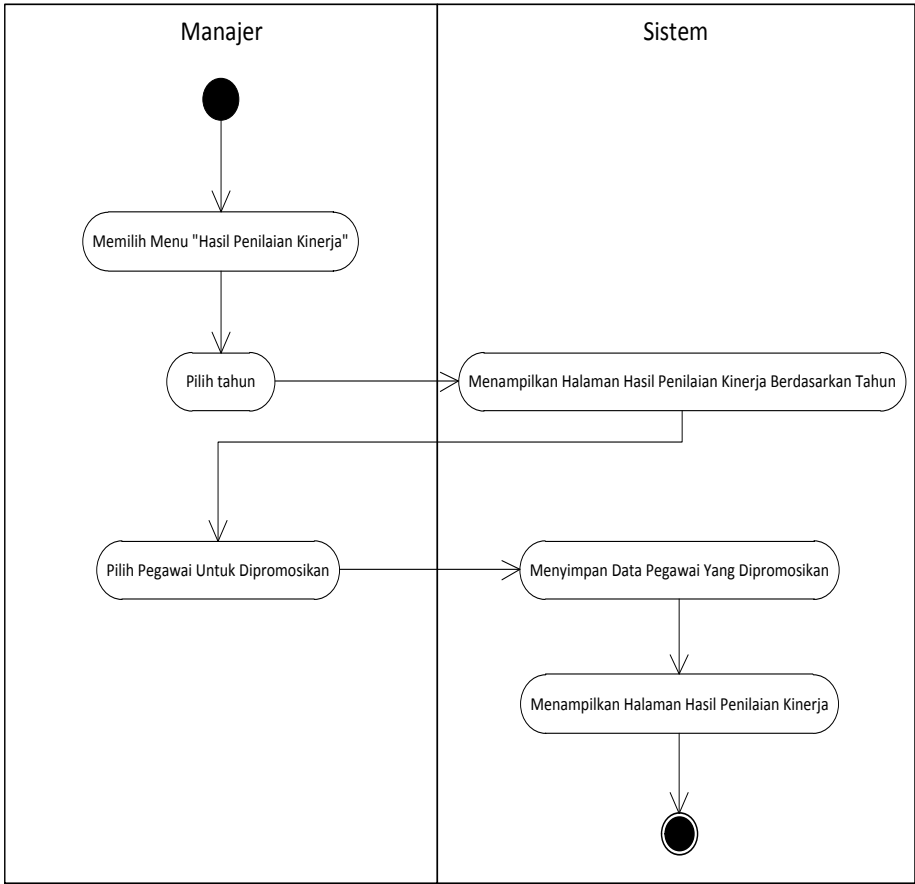 Manajer
Sistem
Memilih Menu "Hasil Penilaian Kinerja"
Pilih tahun
Menampilkan Halaman Hasil Penilaian Kinerja Berdasarkan Tahun
Pilih Pegawai Untuk Dipromosikan
Menyimpan Data Pegawai Yang Dipromosikan
Menampilkan Halaman Hasil Penilaian Kinerja